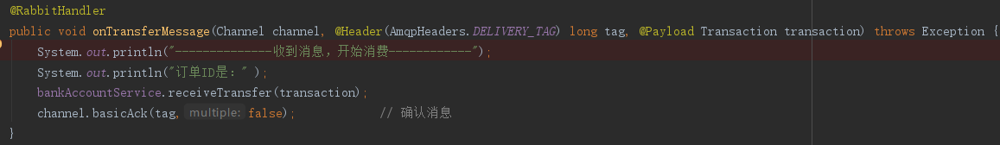 @RabbitHandler
public void onTransferMessage(Channel channel, @Header(AmqpHeaders.DELIVERY_TAG) long tag, @Payload Transaction transaction) throws Exception {
System.out.println("--------------收到消息，开始消费------------");
System.out.println("订单ID是：" );
bankAccountService.receiveTransfer(transaction);
channel.basicAck(tag, multiple: false); // 确认消息
}